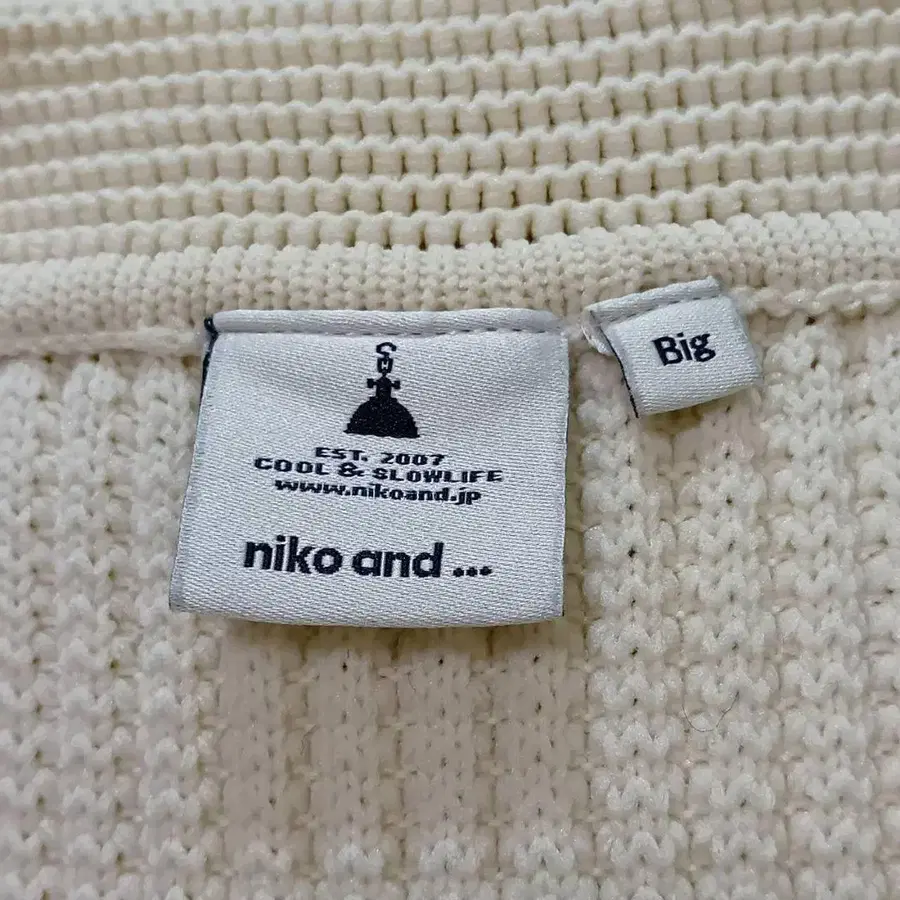 EST. 2007
COOL & SLOWLIFE
www.nikoand.jp
niko and ...
Big